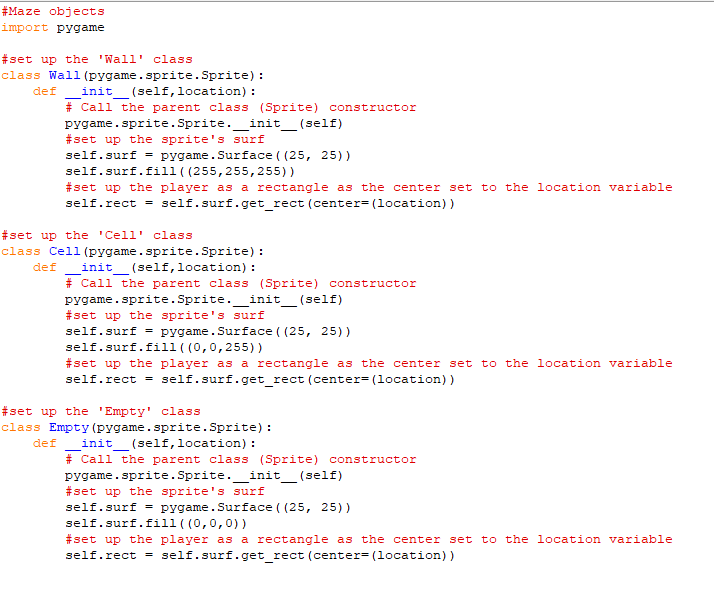 #Maze objects
import pygame

#set up the 'Wall' class
class Wall(pygame.sprite.Sprite):
    def __init__(self,location):
        # Call the parent class (Sprite) constructor
        pygame.sprite.Sprite.__init__(self)
        #set up the sprite's surf
        self.surf = pygame.Surface((25, 25))
        self.surf.fill((255,255,255))
        #set up the player as a rectangle as the center set to the location variable
        self.rect = self.surf.get_rect(center=(location))

#set up the 'Cell' class
class Cell(pygame.sprite.Sprite):
    def __init__(self,location):
        # Call the parent class (Sprite) constructor
        pygame.sprite.Sprite.__init__(self)
        #set up the sprite's surf
        self.surf = pygame.Surface((25, 25))
        self.surf.fill((0,0,255))
        #set up the player as a rectangle as the center set to the location variable
        self.rect = self.surf.get_rect(center=(location))

#set up the 'Empty' class
class Empty(pygame.sprite.Sprite):
    def __init__(self,location):
        # Call the parent class (Sprite) constructor
        pygame.sprite.Sprite.__init__(self)
        #set up the sprite's surf
        self.surf = pygame.Surface((25, 25))
        self.surf.fill((0,0,0))
        #set up the player as a rectangle as the center set to the location variable
        self.rect = self.surf.get_rect(center=(location))